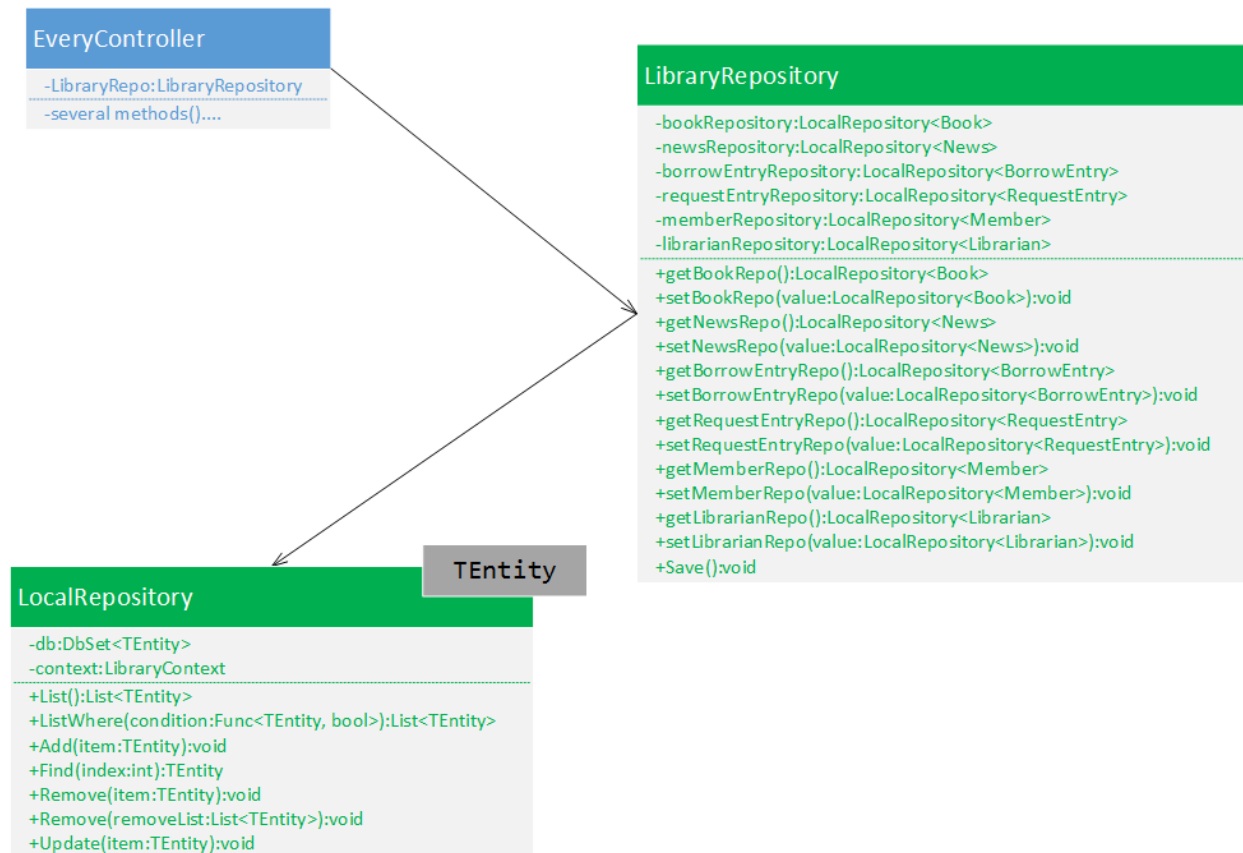 EveryController
-LibraryRepo:LibraryRepository
-several methods()....
LibraryRepository
-bookRepository:LocalRepository<Book>
-newsRepository:LocalRepository<News>
-borrowEntryRepository:LocalRepository<BorrowEntry>
-requestEntryRepository:LocalRepository<RequestEntry>
-memberRepository:LocalRepository<Member>
-librarianRepository:LocalRepository<Librarian>
+getBookRepo():LocalRepository<Book>
+setBookRepo(value:LocalRepository<Book>):void
+getNewsRepo():LocalRepository<News>
+setNewsRepo(value:LocalRepository<News>):void
+getBorrowEntryRepo():LocalRepository<BorrowEntry>
+setBorrowEntryRepo(value:LocalRepository<BorrowEntry>):void
+getRequestEntryRepo():LocalRepository<RequestEntry>
+setRequestEntryRepo(value:LocalRepository<RequestEntry>):void
+getMemberRepo():LocalRepository<Member>
+setMemberRepo(value:LocalRepository<Member>):void
+getLibrarianRepo():LocalRepository<Librarian>
+setLibrarianRepo(value:LocalRepository<Librarian>):void
+Save():void
TEntity
LocalRepository
-db:DbSet<TEntity>
-context:LibraryContext
+List():List<TEntity>
+ListWhere(condition:Func<TEntity, bool>):List<TEntity>
+Add(item:TEntity):void
+Find(index:int):TEntity
+Remove(item:TEntity):void
+Remove(removeList:List<TEntity>):void
+Update(item:TEntity):void